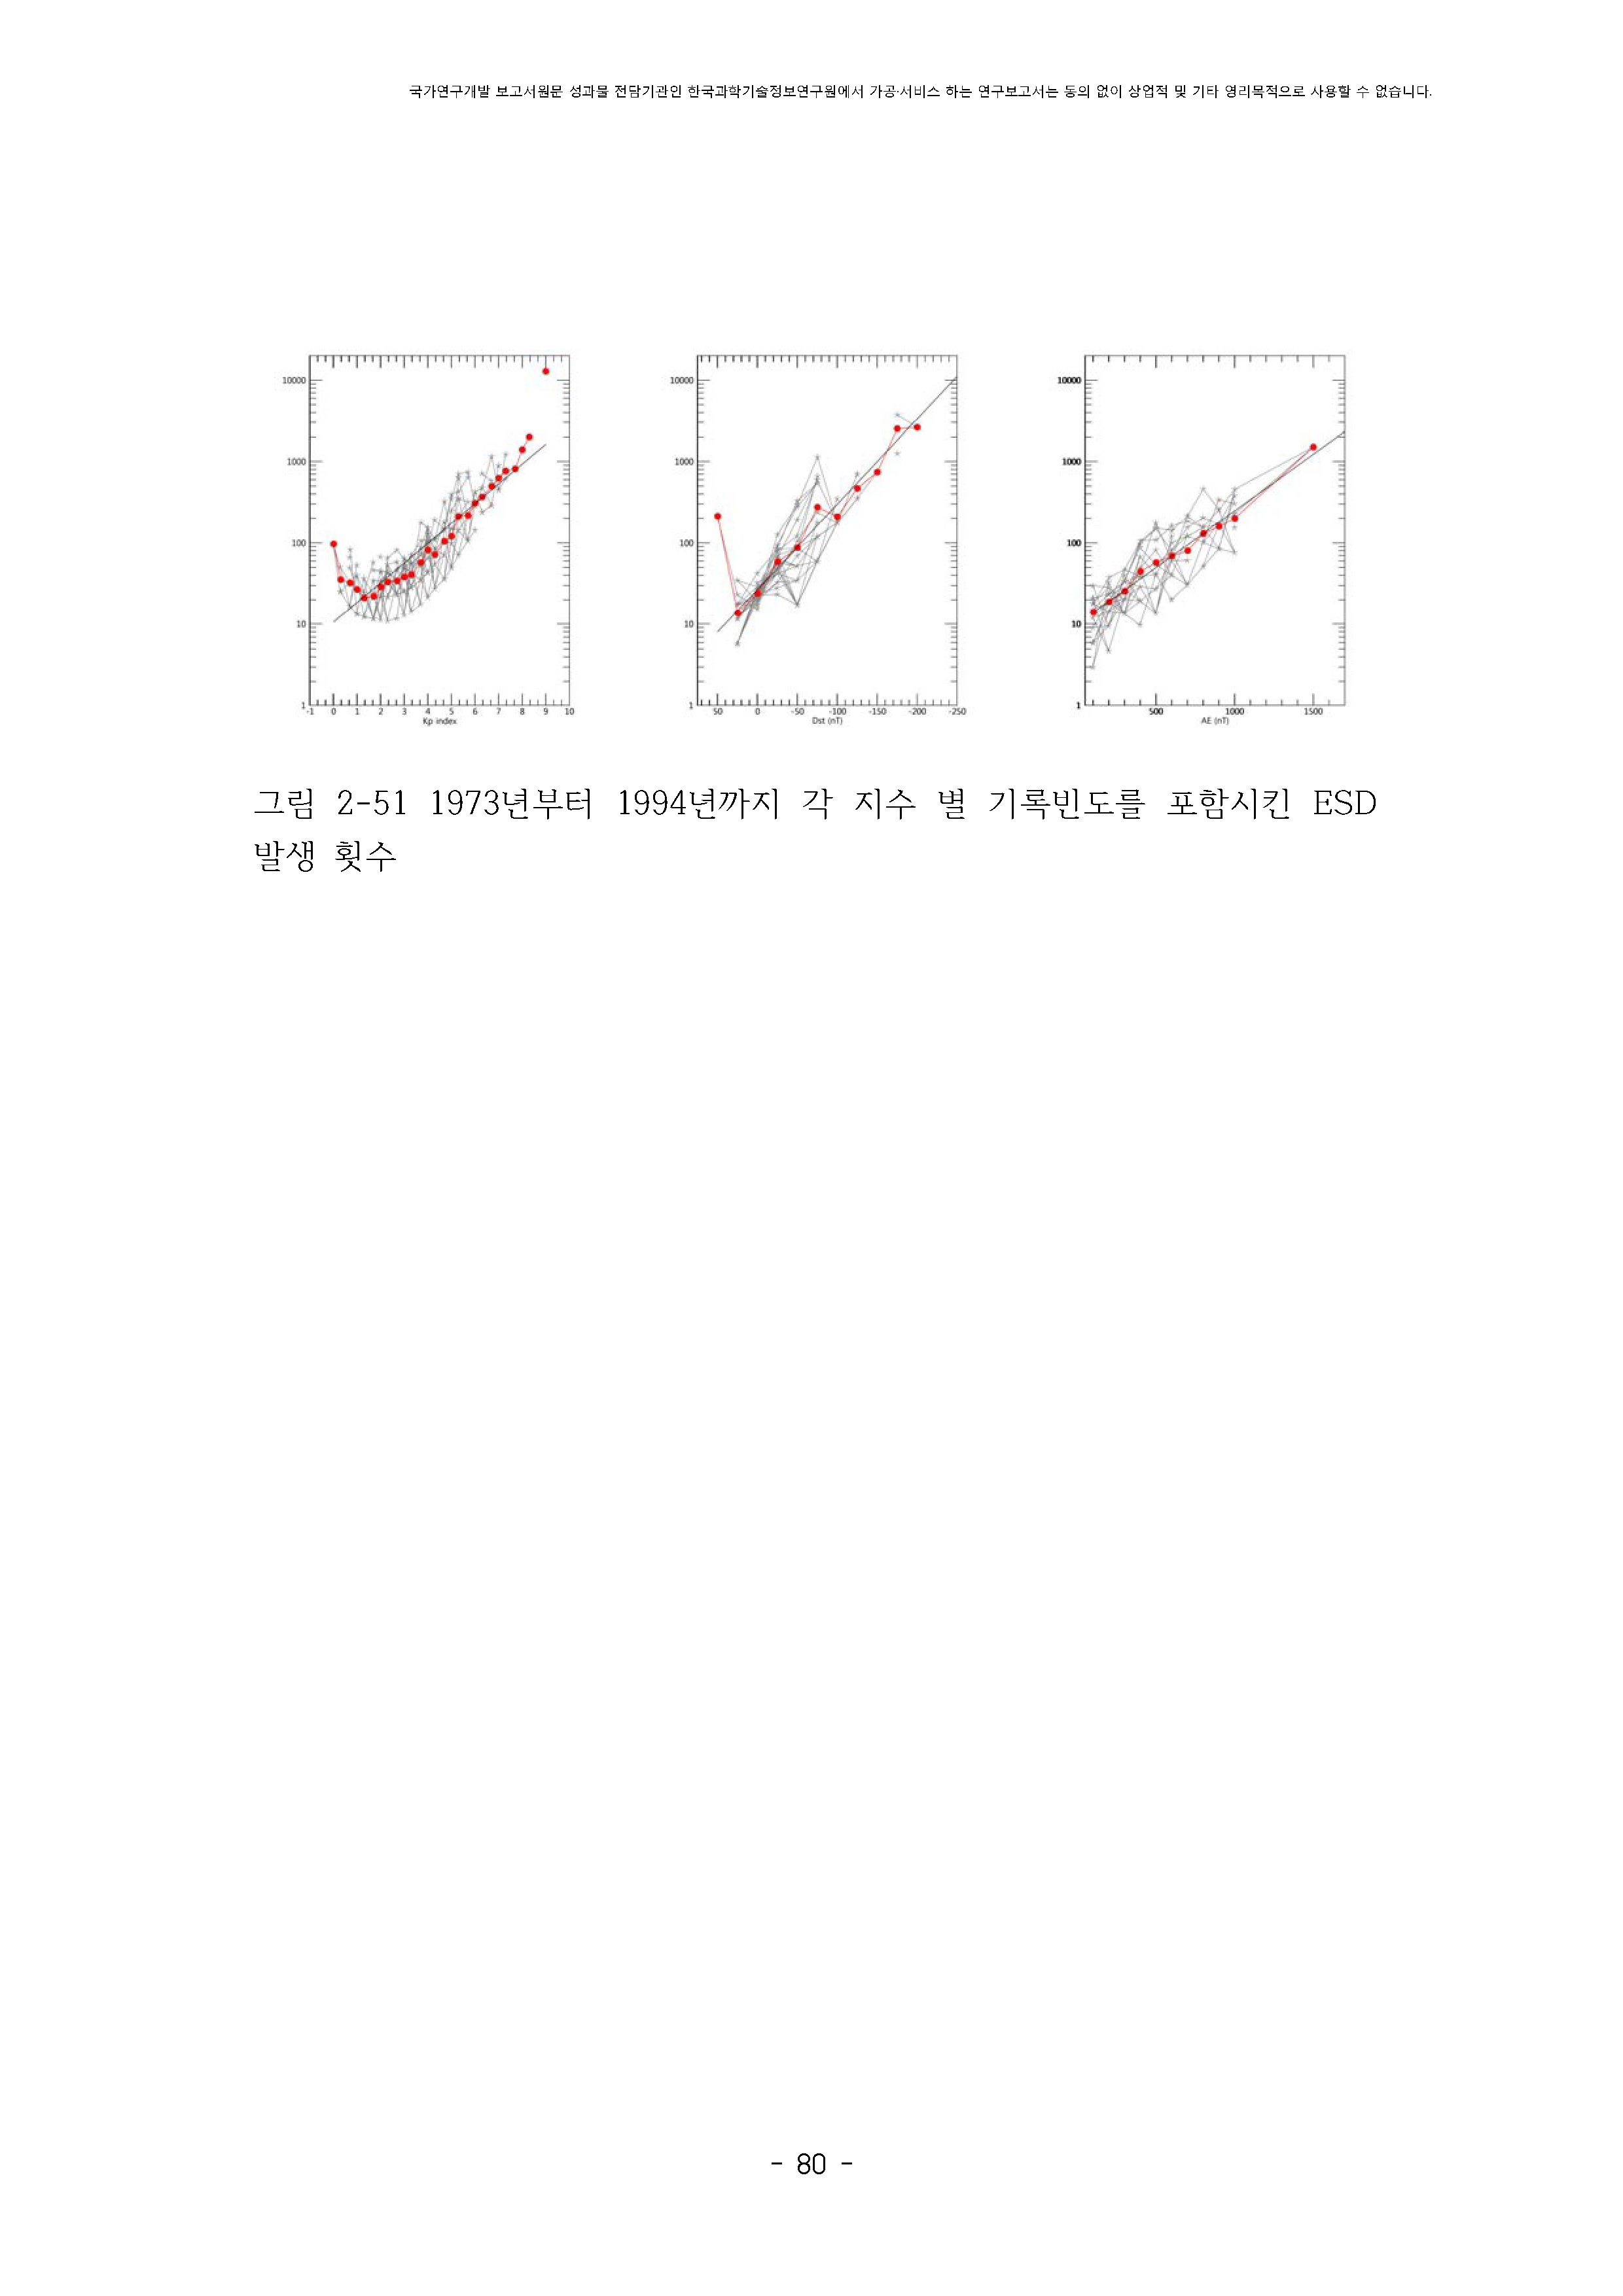 국가연구개발 보고서원문 성과물 전담기관인 한국과학기술정보연구원에서 가공·서비스 하는 연구보고서는 동의 없이 상업적 및 기타 영리목적으로 사용할 수 없습니다.
10000
1000
100
10
1
-1 0 1 2 3 4 5 6 7 8 9 10
Kp index
10000
1000
100
10
1
50 0 -50 -100 -150 -200 -250
Dst (nT)
10000
1000
100
10
1
500 1000 1500
AE (nT)
그림 2-51 1973년부터 1994년까지 각 지수 별 기록빈도를 포함시킨 ESD
발생 횟수
- 80 -